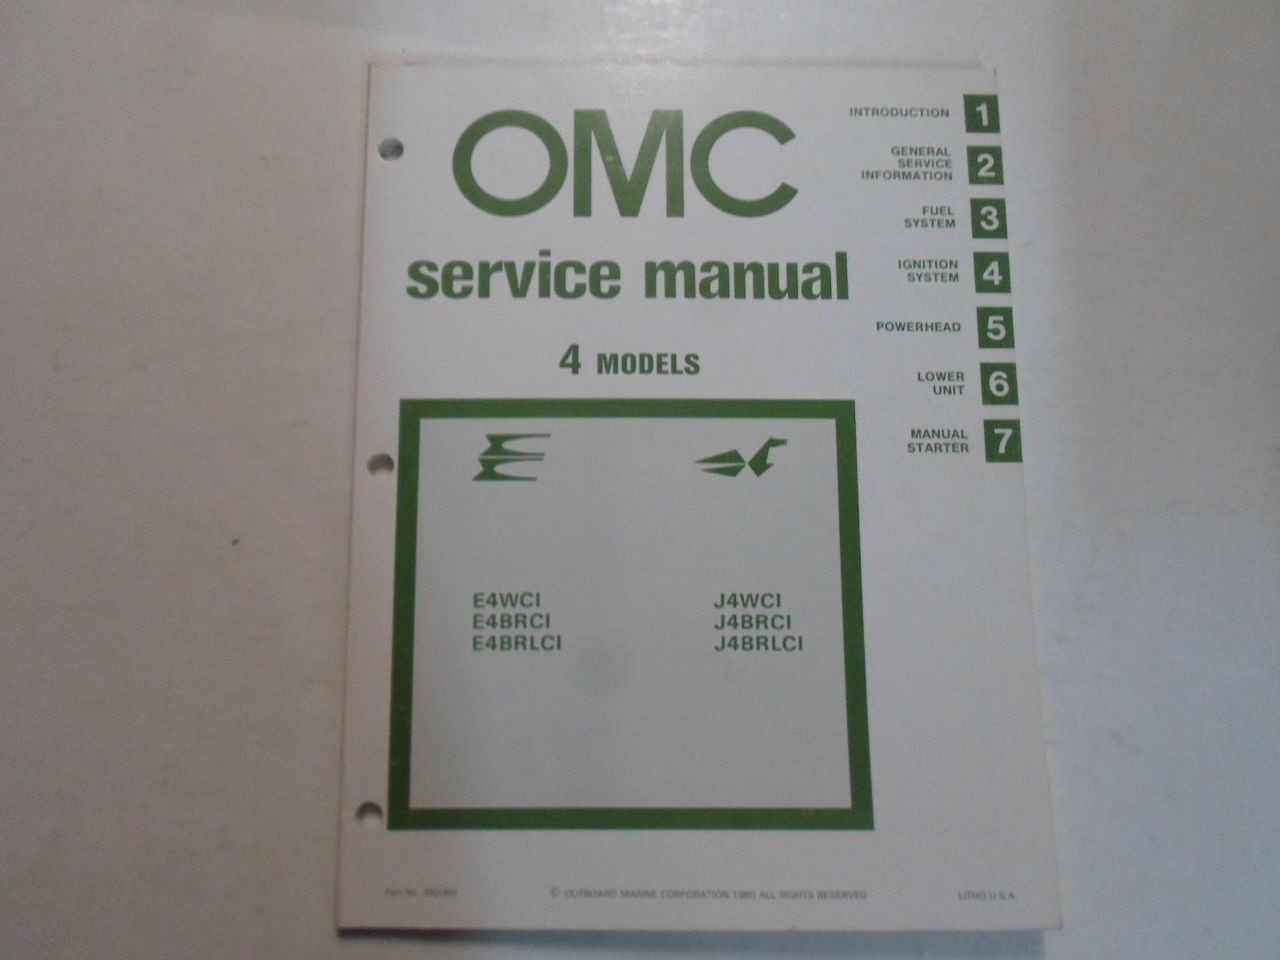 OMC
service manual
4 MODELS
E4WCI
E4BRCI
E4BRLCI
J4WCI
J4BRCI
J4BRLCI
INTRODUCTION 1
GENERAL
SERVICE
INFORMATION 2
FUEL
SYSTEM 3
IGNITION
SYSTEM 4
POWERHEAD 5
LOWER
UNIT 6
MANUAL
STARTER 7
Part No.
© OUTBOARD MARINE CORPORATION 1980 ALL RIGHTS RESERVED
LITHO U.S.A.